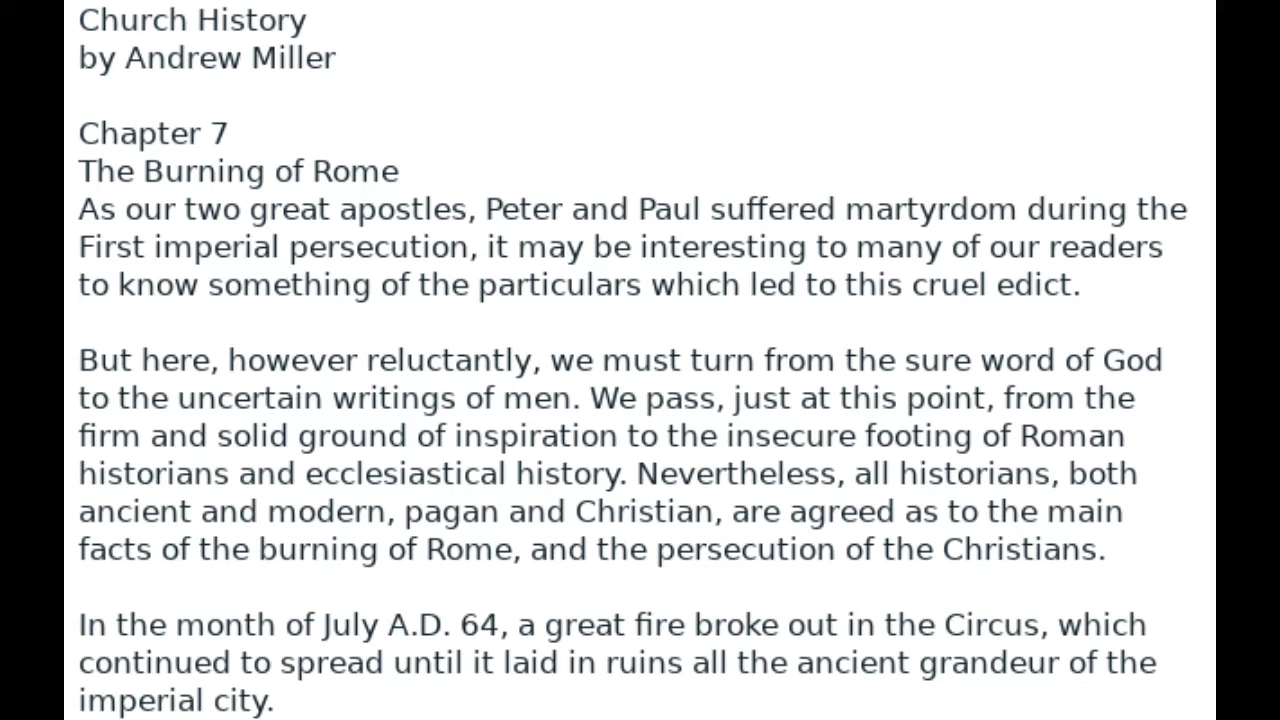 Church History
by Andrew Miller
Chapter 7
The Burning of Rome
As our two great apostles, Peter and Paul suffered martyrdom during the
First imperial persecution, it may be interesting to many of our readers
to know something of the particulars which led to this cruel edict.
But here, however reluctantly, we must turn from the sure word of God
to the uncertain writings of men. We pass, just at this point, from the
firm and solid ground of inspiration to the insecure footing of Roman
historians and ecclesiastical history. Nevertheless, all historians, both
ancient and modern, pagan and Christian, are agreed as to the main
facts of the burning of Rome, and the persecution of the Christians.
In the month of July A.D. 64, a great fire broke out in the Circus, which
continued to spread until it laid in ruins all the ancient grandeur of the
imperial city.